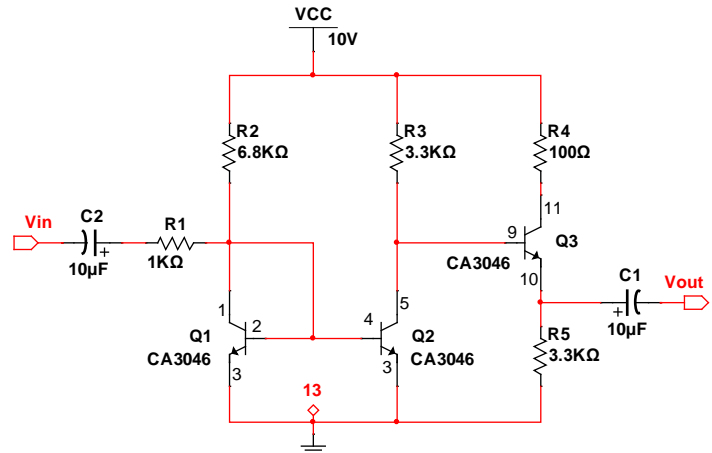 VCC
10V
R2
6.8KΩ
R3
3.3KΩ
R4
100Ω
Vin
C2
10µF
+
R1
1KΩ
11
9
Q3
CA3046
10
C1
Vout
+
10µF
1
Q1
2
CA3046
3
5
4
Q2
CA3046
3
R5
3.3KΩ
13